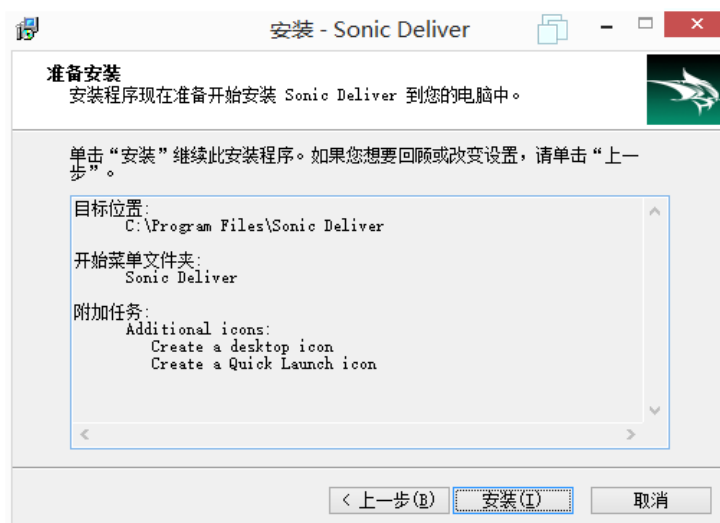 安装 - Sonic Deliver
准备安装
安装程序现在准备开始安装 Sonic Deliver 到您的电脑中。
单击“安装”继续此安装程序。如果您想要回顾或改变设置，请单击“上一
步”。
目标位置:
C:\Program Files\Sonic Deliver
开始菜单文件夹:
Sonic Deliver
附加任务:
Additional icons:
Create a desktop icon
Create a Quick Launch icon
< 上一步(B) 安装(I) 取消